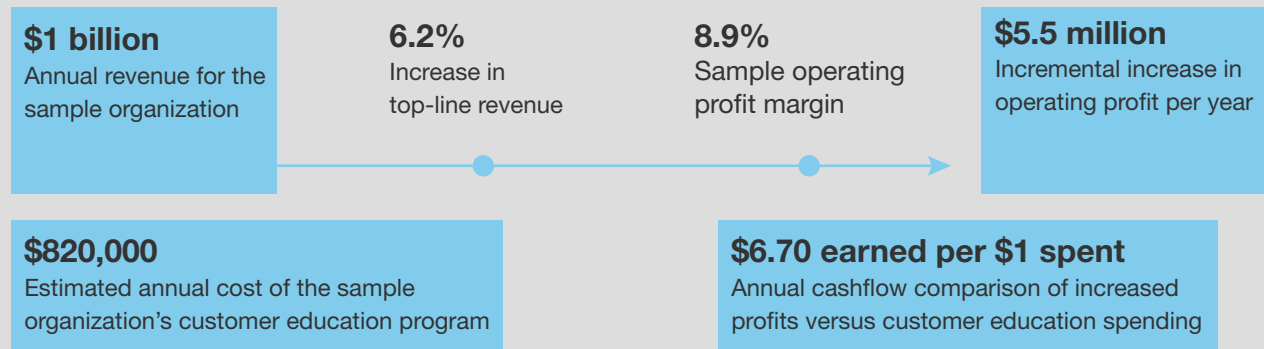 $1 billion
Annual revenue for the
sample organization
6.2%
Increase in
top-line revenue
8.9%
Sample operating
profit margin
$5.5 million
Incremental increase in
operating profit per year
$820,000
Estimated annual cost of the sample
organization’s customer education program
$6.70 earned per $1 spent
Annual cashflow comparison of increased
profits versus customer education spending